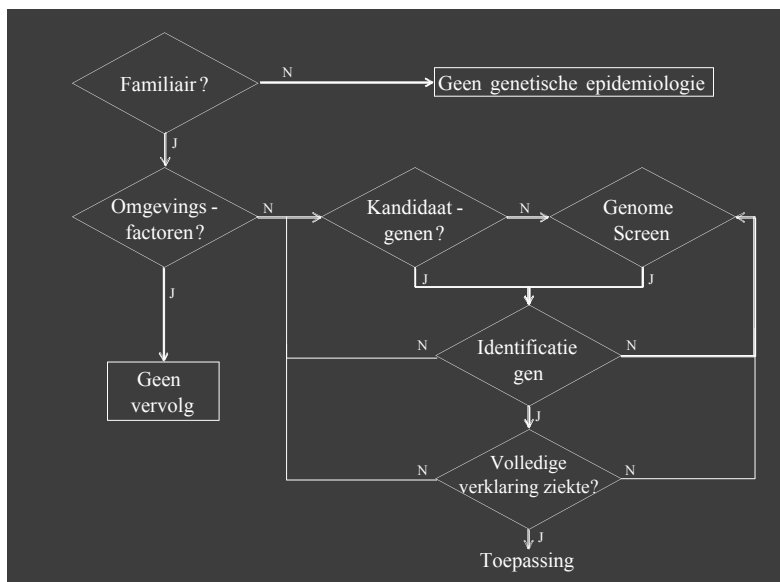 Familiair?
N
Geen genetische epidemiologie
J
Omgevings-
factoren?
N
Kandidaat-
genen?
N
Genome
Screen
J
J
J
Geen
vervolg
N
Identificatie
gen
N
J
N
Volledige
verklaring ziekte?
N
J
Toepassing